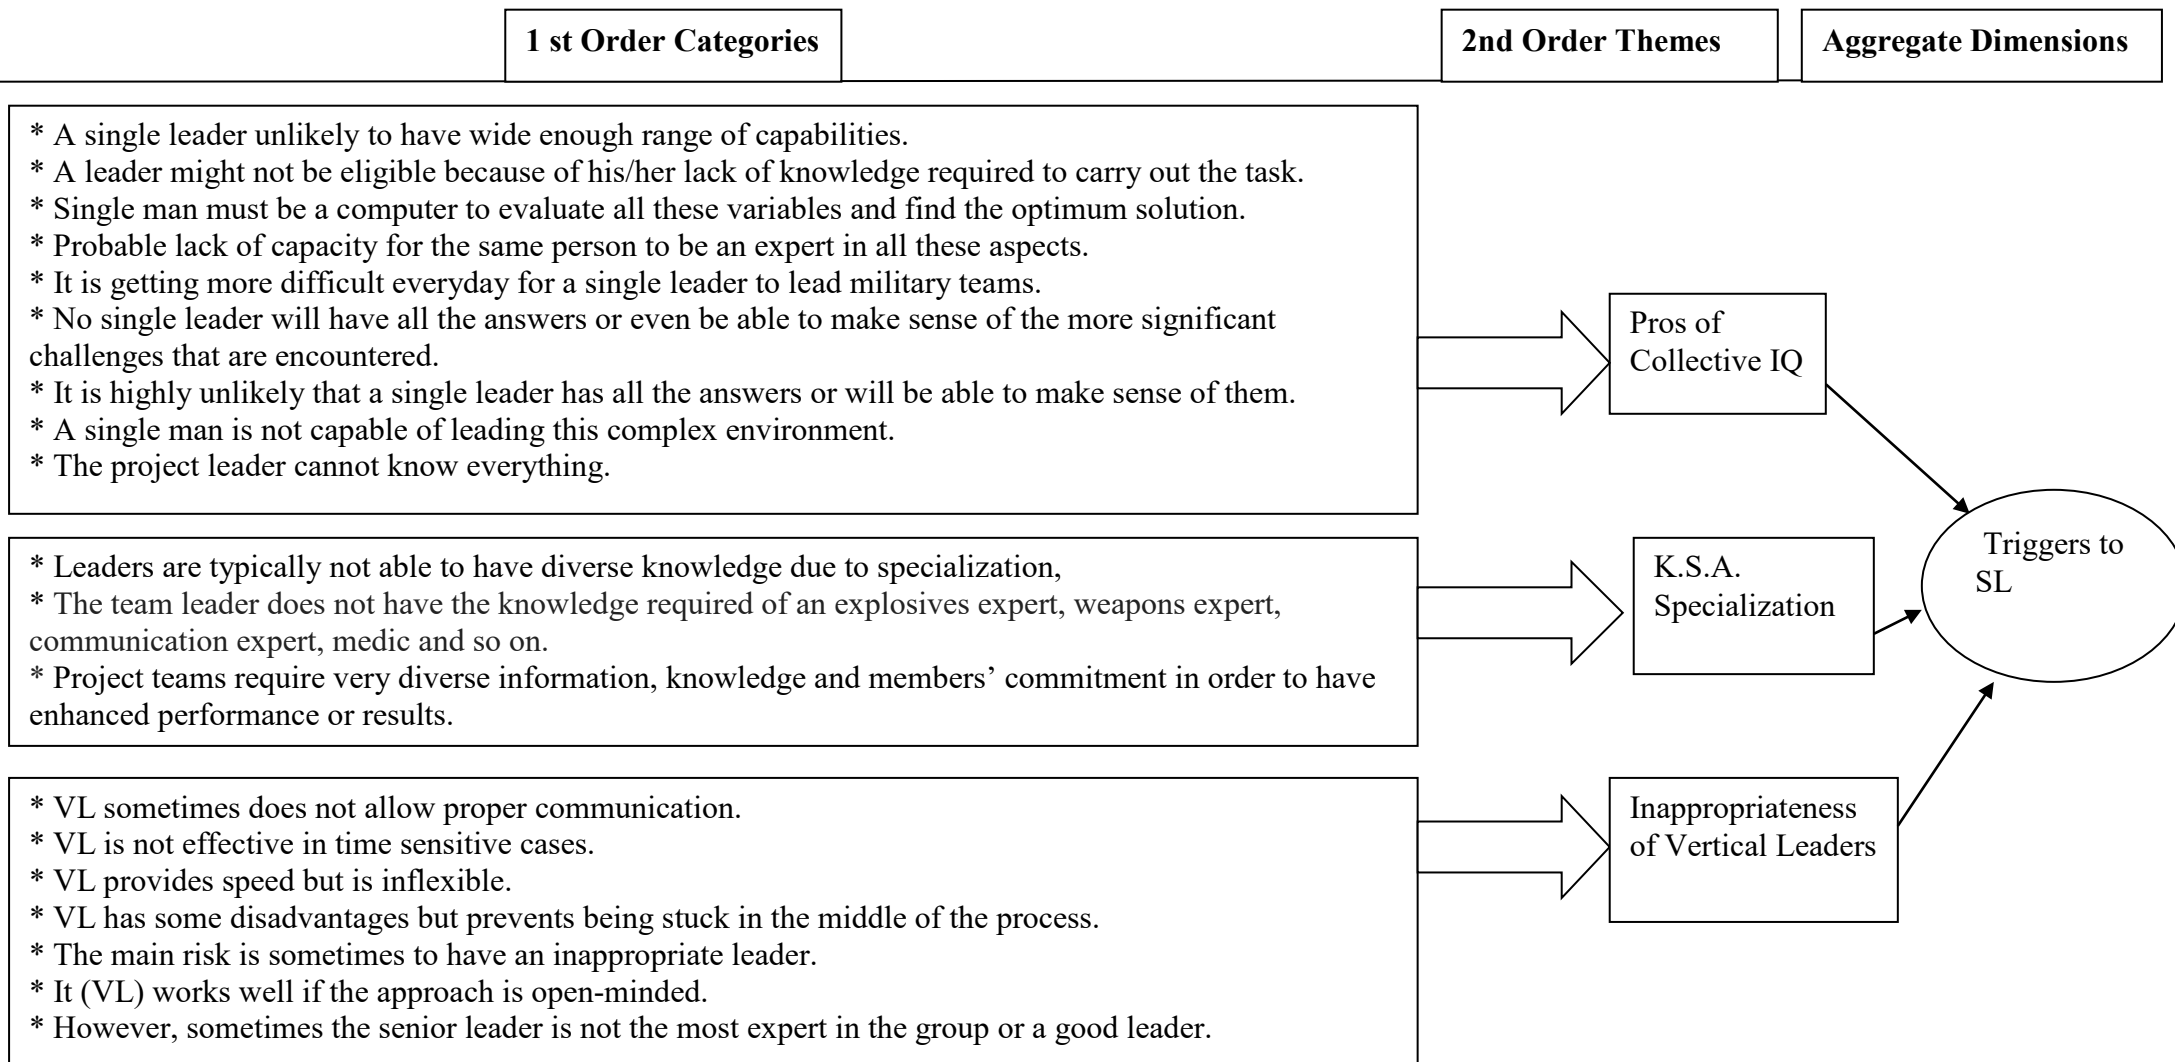 1 st Order Categories
2nd Order Themes
Aggregate Dimensions
* A single leader unlikely to have wide enough range of capabilities.
* A leader might not be eligible because of his/her lack of knowledge required to carry out the task.
* Single man must be a computer to evaluate all these variables and find the optimum solution.
* Probable lack of capacity for the same person to be an expert in all these aspects.
* It is getting more difficult everyday for a single leader to lead military teams.
* No single leader will have all the answers or even be able to make sense of the more significant
challenges that are encountered.
* It is highly unlikely that a single leader has all the answers or will be able to make sense of them.
* A single man is not capable of leading this complex environment.
* The project leader cannot know everything.
Pros of
Collective IQ
* Leaders are typically not able to have diverse knowledge due to specialization,
* The team leader does not have the knowledge required of an explosives expert, weapons expert,
communication expert, medic and so on.
* Project teams require very diverse information, knowledge and members’ commitment in order to have
enhanced performance or results.
K.S.A.
Specialization
Triggers to
SL
* VL sometimes does not allow proper communication.
* VL is not effective in time sensitive cases.
* VL provides speed but is inflexible.
* VL has some disadvantages but prevents being stuck in the middle of the process.
* The main risk is sometimes to have an inappropriate leader.
* It (VL) works well if the approach is open-minded.
* However, sometimes the senior leader is not the most expert in the group or a good leader.
Inappropriateness
of Vertical Leaders